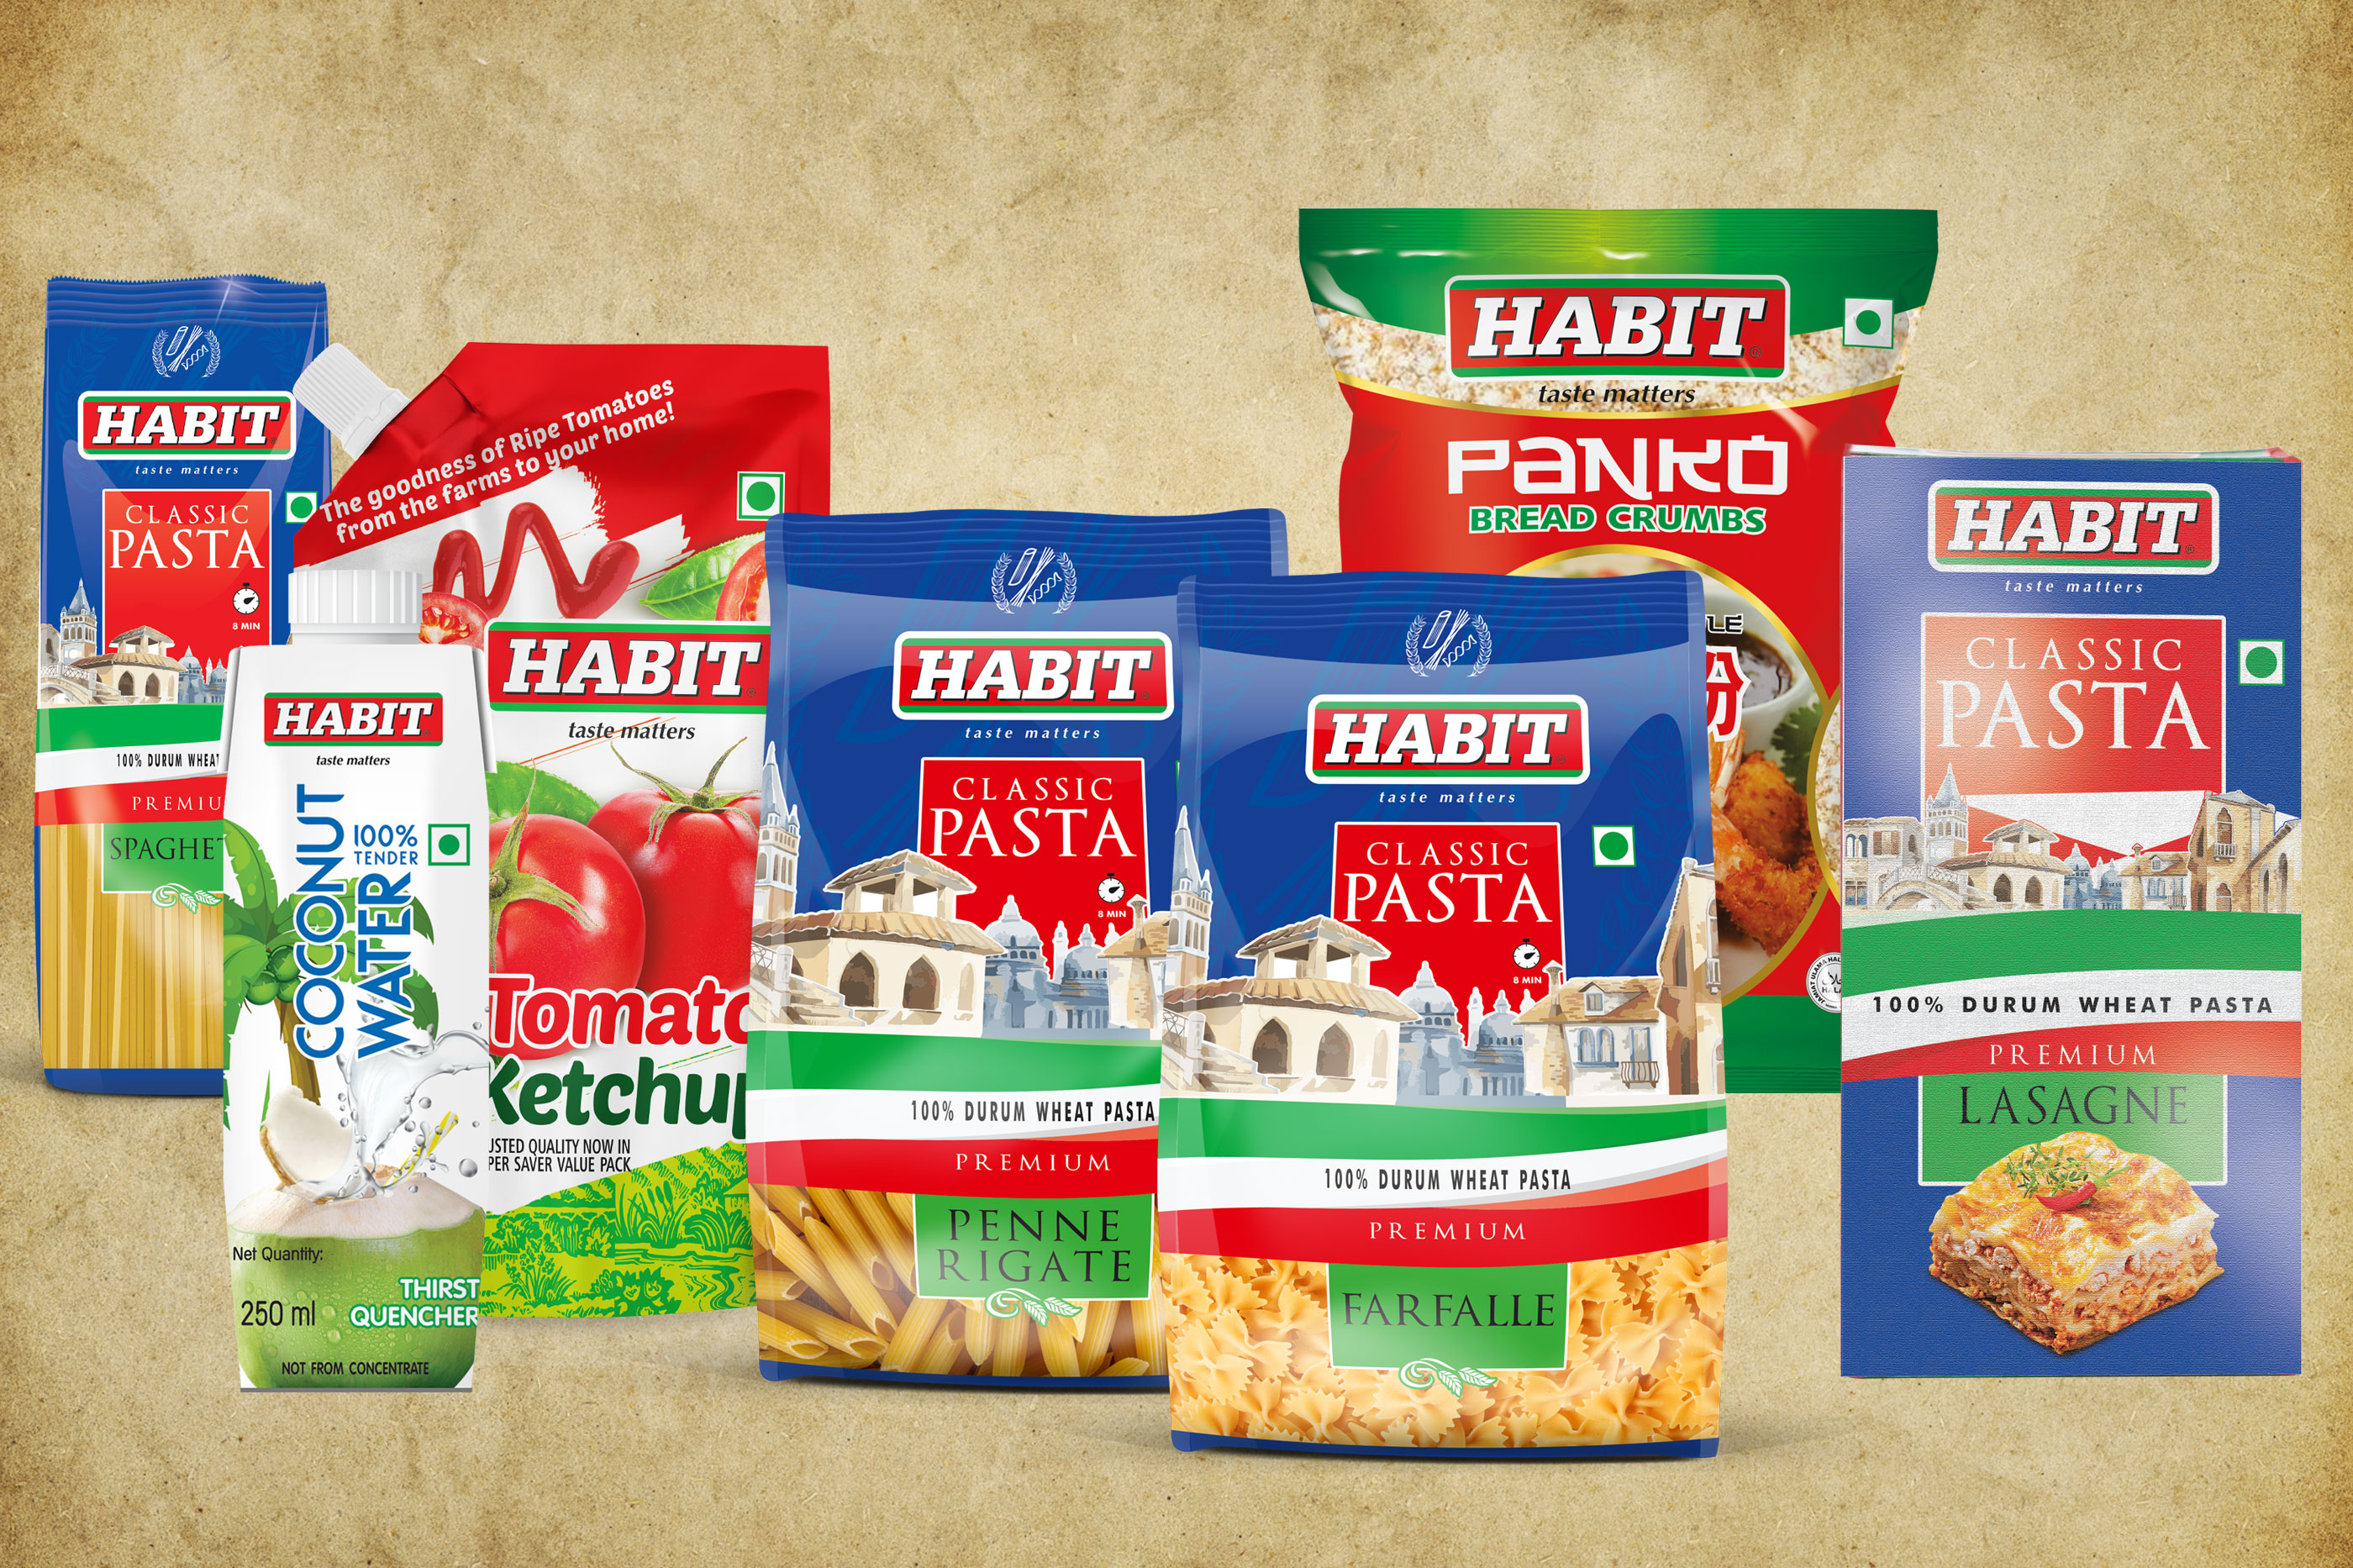 HABIT
taste matters
CLASSIC
PASTA
8 MIN
100% DURUM WHEAT
PREMIU
SPAGHET
The goodness of Ripe Tomatoes
from the farms to your home!
HABIT
taste matters
Tomato
Ketchup
USTED QUALITY NOW IN
PER SAVER VALUE PACK
HABIT
taste matters
COCONUT
WATER
100%
TENDER
Net Quantity:
250 ml
THIRST
QUENCHER
NOT FROM CONCENTRATE
HABIT
taste matters
CLASSIC
PASTA
8 MIN
100% DURUM WHEAT PASTA
PREMIUM
PENNE
RIGATE
HABIT
taste matters
CLASSIC
PASTA
8 MIN
100% DURUM WHEAT PASTA
PREMIUM
FARFALLE
HABIT
taste matters
PANKO
BREAD CRUMBS
LE
粉
HABIT
taste matters
CLASSIC
PASTA
100% DURUM WHEAT PASTA
PREMIUM
LASAGNE